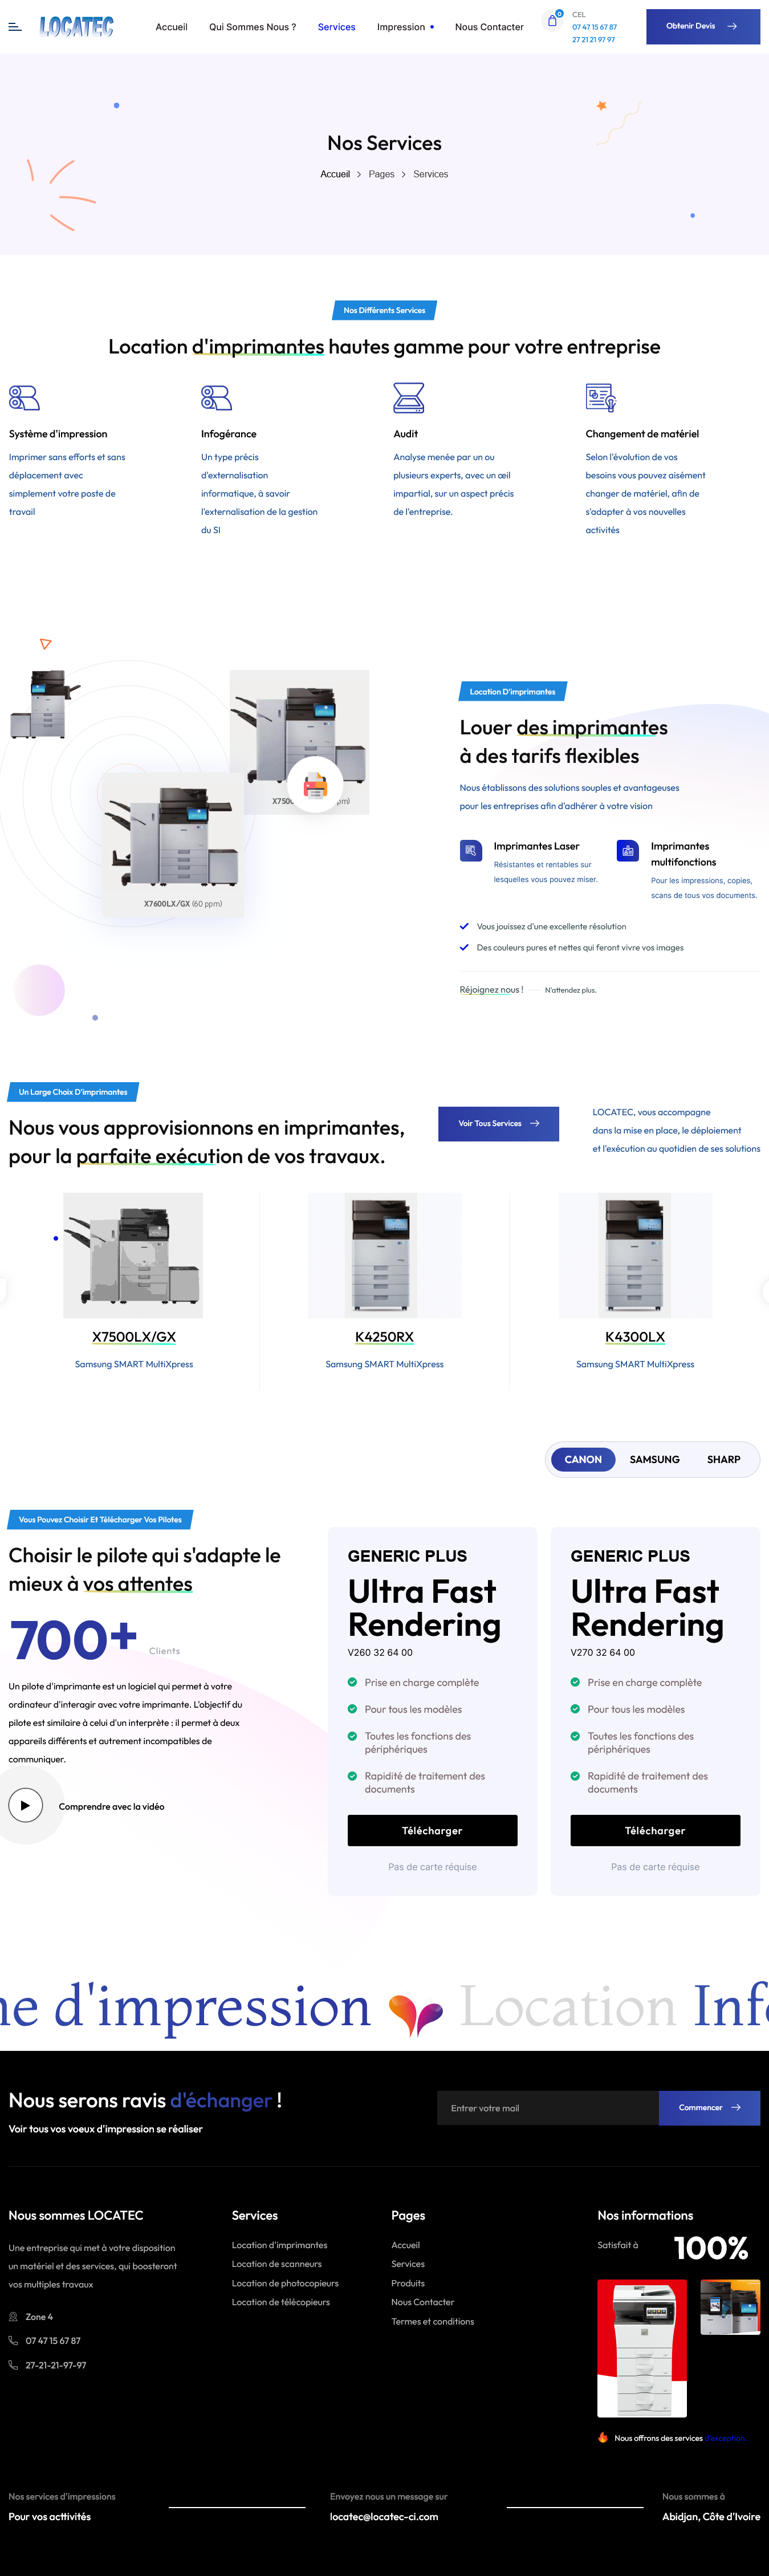 LOCATEC
Accueil
Qui Sommes Nous ?
Services
Impression
Nous Contacter
0
CEL
07 47 15 67 87
27 21 21 97 97
Obtenir Devis
Nos Services
Accueil > Pages > Services
Nos Différents Services
Location d'imprimantes hautes gamme pour votre entreprise
Système d'impression
Imprimer sans efforts et sans
déplacement avec
simplement votre poste de
travail
Infogérance
Un type précis
d'externalisation
informatique, à savoir
l'externalisation de la gestion
du SI
Audit
Analyse menée par un ou
plusieurs experts, avec un œil
impartial, sur un aspect précis
de l'entreprise.
Changement de matériel
Selon l'évolution de vos
besoins vous pouvez aisément
changer de matériel, afin de
s'adapter à vos nouvelles
activités
X7600LX/GX (60 ppm)
Location D'imprimantes
Louer des imprimantes
à des tarifs flexibles
Nous établissons des solutions souples et avantageuses
pour les entreprises afin d'adhérer à votre vision
Imprimantes Laser
Résistantes et rentables sur
lesquelles vous pouvez miser.
Imprimantes
multifonctions
Pour les impressions, copies,
scans de tous vos documents.
Vous jouissez d'une excellente résolution
Des couleurs pures et nettes qui feront vivre vos images
Réjoignez nous !
N'attendez plus.
Un Large Choix D'imprimantes
Nous vous approvisionnons en imprimantes,
pour la parfaite exécution de vos travaux.
Voir Tous Services
LOCATEC, vous accompagne
dans la mise en place, le déploiement
et l'exécution au quotidien de ses solutions
X7500LX/GX
Samsung SMART MultiXpress
K4250RX
Samsung SMART MultiXpress
K4300LX
Samsung SMART MultiXpress
CANON
SAMSUNG
SHARP
Vous Pouvez Choisir Et Télécharger Vos Pilotes
Choisir le pilote qui s'adapte le
mieux à vos attentes
700+
Clients
Un pilote d'imprimante est un logiciel qui permet à votre
ordinateur d'interagir avec votre imprimante. L'objectif du
pilote est similaire à celui d'un interprète : il permet à deux
appareils différents et autrement incompatibles de
communiquer.
Comprendre avec la vidéo
GENERIC PLUS
Ultra Fast
Rendering
V260 32 64 00
Prise en charge complète
Pour tous les modèles
Toutes les fonctions des
périphériques
Rapidité de traitement des
documents
Télécharger
Pas de carte réquise
GENERIC PLUS
Ultra Fast
Rendering
V270 32 64 00
Prise en charge complète
Pour tous les modèles
Toutes les fonctions des
périphériques
Rapidité de traitement des
documents
Télécharger
Pas de carte réquise
ne d'impression
Location
Info
Nous serons ravis d'échanger !
Voir tous vos voeux d'impression se réaliser
Entrer votre mail
Commencer
Nous sommes LOCATEC
Une entreprise qui met à votre disposition
un matériel et des services, qui boosteront
vos multiples travaux
Zone 4
07 47 15 67 87
27-21-21-97-97
Services
Location d'imprimantes
Location de scanneurs
Location de photocopieurs
Location de télécopieurs
Pages
Accueil
Services
Produits
Nous Contacter
Termes et conditions
Nos informations
Satisfait à
100%
Nous offrons des services d'exception.
Nos services d'impressions
Pour vos acttivités
Envoyez nous un message sur
locatec@locatec-ci.com
Nous sommes à
Abidjan, Côte d'Ivoire